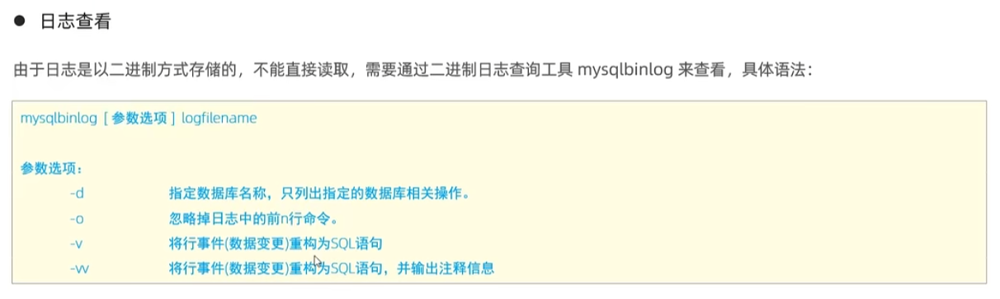 ● 日志查看
由于日志是以二进制方式存储的，不能直接读取，需要通过二进制日志查询工具 mysqlbinlog 来查看，具体语法：
mysqlbinlog [ 参数选项 ] logfilename
参数选项：
-d 指定数据库名称，只列出指定的数据库相关操作。
-o 忽略掉日志中的前n行命令。
-v 将行事件(数据变更)重构为SQL语句
-vv 将行事件(数据变更)重构为SQL语句，并输出注释信息